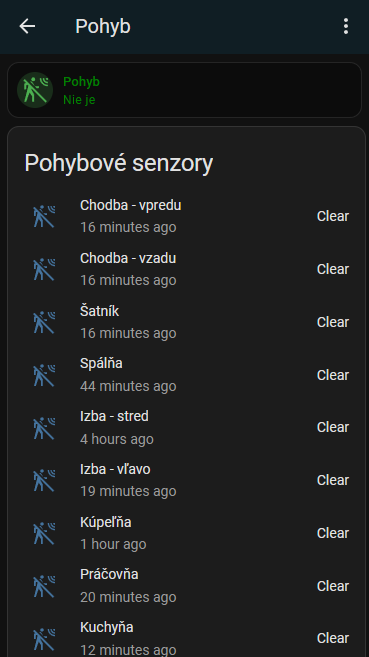 Pohyb
Pohyb
Nie je
Pohybové senzory
Chodba - vpredu
16 minutes ago
Clear
Chodba - vzadu
16 minutes ago
Clear
Šatník
16 minutes ago
Clear
Spálňa
44 minutes ago
Clear
Izba - stred
4 hours ago
Clear
Izba - vľavo
19 minutes ago
Clear
Kúpeľňa
1 hour ago
Clear
Práčovňa
20 minutes ago
Clear
Kuchyňa
12 minutes ago
Clear